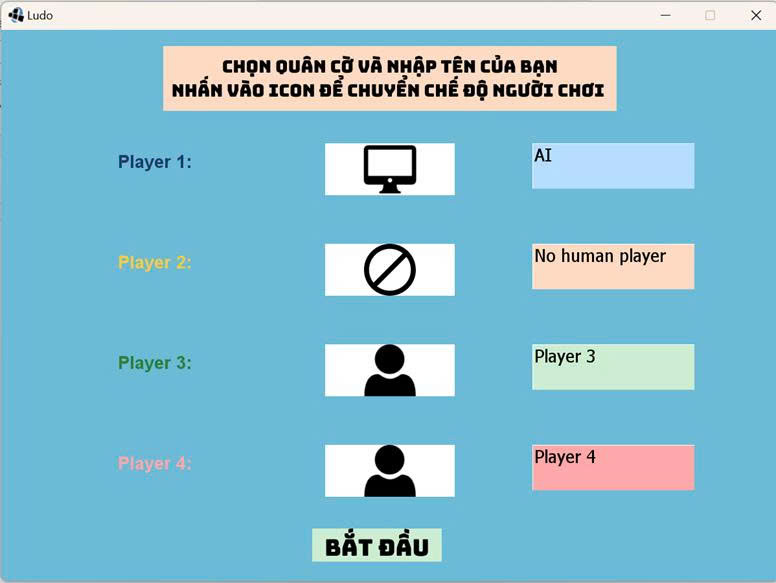 Ludo
CHỌN QUÂN CỜ VÀ NHẬP TÊN CỦA BẠN
NHẤN VÀO ICON ĐỂ CHUYỂN CHẾ ĐỘ NGƯỜI CHƠI
Player 1:
AI
Player 2:
No human player
Player 3:
Player 3
Player 4:
Player 4
BẮT ĐẦU